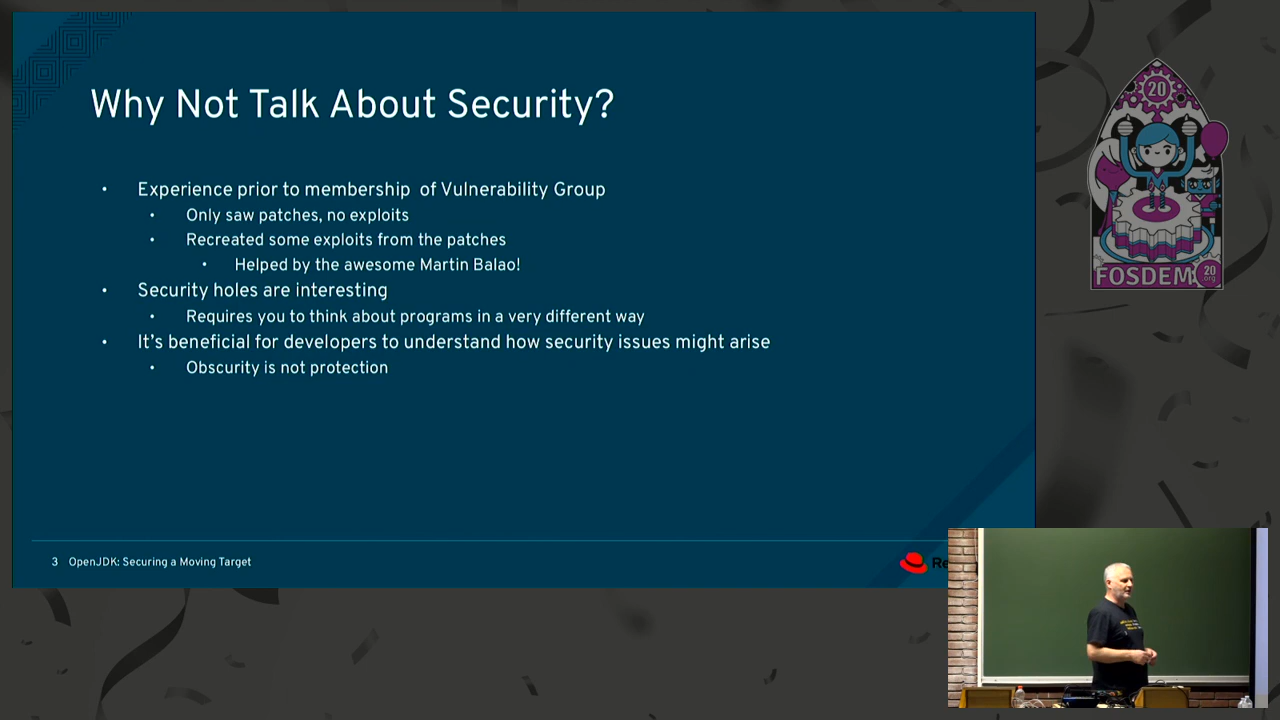 Why Not Talk About Security?
• Experience prior to membership of Vulnerability Group
• Only saw patches, no exploits
• Recreated some exploits from the patches
• Helped by the awesome Martin Balao!
• Security holes are interesting
• Requires you to think about programs in a very different way
• It's beneficial for developers to understand how security issues might arise
• Obscurity is not protection
3 OpenJDK: Securing a Moving Target
20
FOSDEM
20
.org